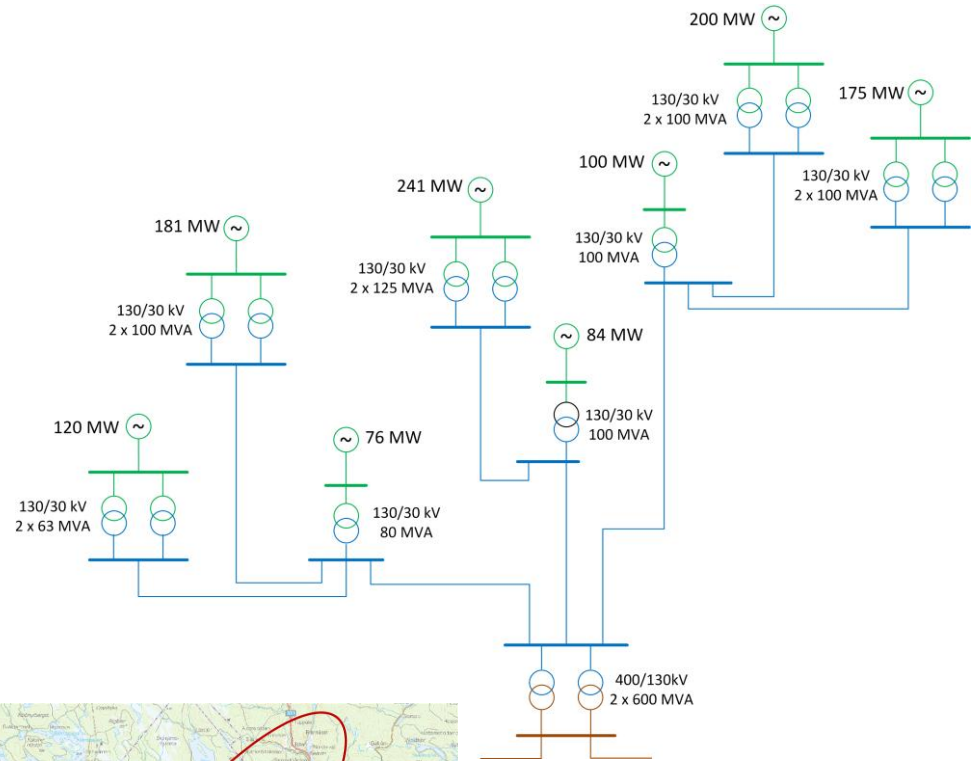 200 MW ~
130/30 kV
2 x 100 MVA
175 MW ~
130/30 kV
2 x 100 MVA
100 MW ~
130/30 kV
100 MVA
241 MW ~
130/30 kV
2 x 125 MVA
181 MW ~
130/30 kV
2 x 100 MVA
~ 84 MW
130/30 kV
100 MVA
120 MW ~
130/30 kV
2 x 63 MVA
~ 76 MW
130/30 kV
80 MVA
400/130kV
2 x 600 MVA